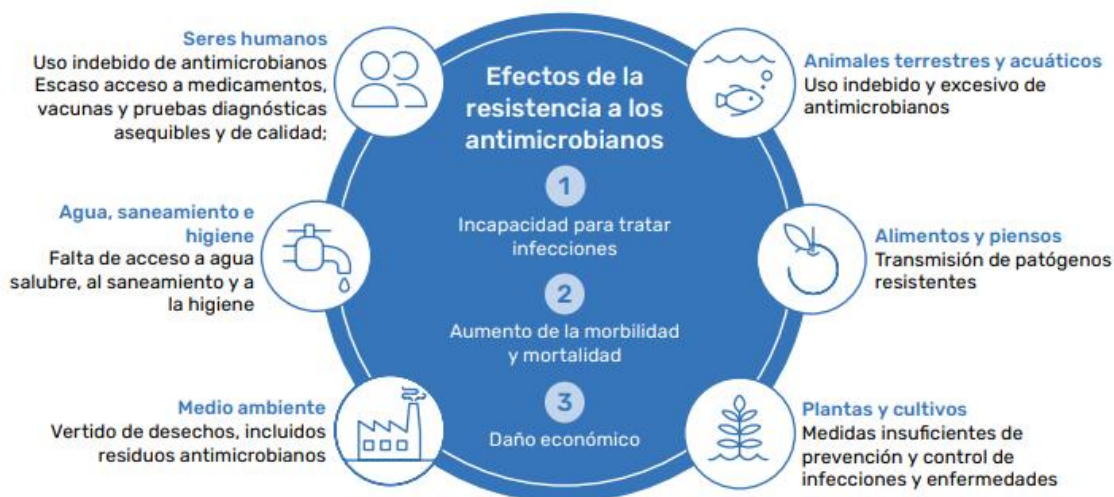 Seres humanos
Uso indebido de antimicrobianos
Escaso acceso a medicamentos,
vacunas y pruebas diagnósticas
asequibles y de calidad;
Agua, saneamiento e
higiene
Falta de acceso a agua
salubre, al saneamiento y a
la higiene
Medio ambiente
Vertido de desechos, incluidos
residuos antimicrobianos
Efectos de la
resistencia a los
antimicrobianos
1
Incapacidad para tratar
infecciones
2
Aumento de la morbilidad
y mortalidad
3
Daño económico
Animales terrestres y acuáticos
Uso indebido y excesivo de
antimicrobianos
Alimentos y piensos
Transmisión de patógenos
resistentes
Plantas y cultivos
Medidas insuficientes de
prevención y control de
infecciones y enfermedades